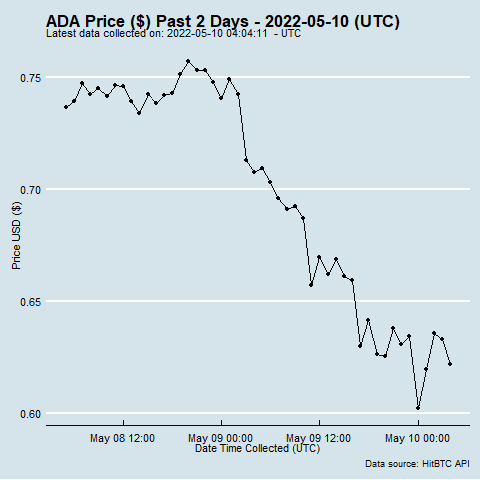 ADA Price ($) Past 2 Days - 2022-05-10 (UTC)
Latest data collected on: 2022-05-10 04:04:11 - UTC
0.75
0.70
0.65
0.60
Price USD ($)
May 08 12:00
May 09 00:00
May 09 12:00
May 10 00:00
Date Time Collected (UTC)
Data source: HitBTC API